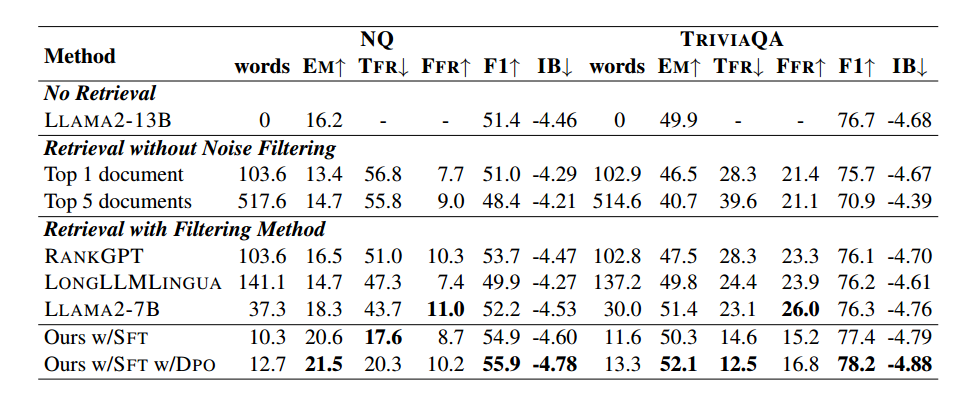 NQ TRIVIAQA
Method words EM↑ TFR↓ FFR↑ F1↑ IB↓ words EM↑ TFR↓ FFR↑ F1↑ IB↓
No Retrieval
LLAMA2-13B 0 16.2 - - 51.4 -4.46 0 49.9 - - 76.7 -4.68
Retrieval without Noise Filtering
Top 1 document 103.6 13.4 56.8 7.7 51.0 -4.29 102.9 46.5 28.3 21.4 75.7 -4.67
Top 5 documents 517.6 14.7 55.8 9.0 48.4 -4.21 514.6 40.7 39.6 21.1 70.9 -4.39
Retrieval with Filtering Method
RANKGPT 103.6 16.5 51.0 10.3 53.7 -4.47 102.8 47.5 28.3 23.3 76.1 -4.70
LONGLLMLINGUA 141.1 14.7 47.3 7.4 49.9 -4.27 137.2 49.8 24.4 23.9 76.2 -4.61
LLAMA2-7B 37.3 18.3 43.7 11.0 52.2 -4.53 30.0 51.4 23.1 26.0 76.3 -4.76
Ours w/SFT 10.3 20.6 17.6 8.7 54.9 -4.60 11.6 50.3 14.6 15.2 77.4 -4.79
Ours w/SFT w/DPO 12.7 21.5 20.3 10.2 55.9 -4.78 13.3 52.1 12.5 16.8 78.2 -4.88